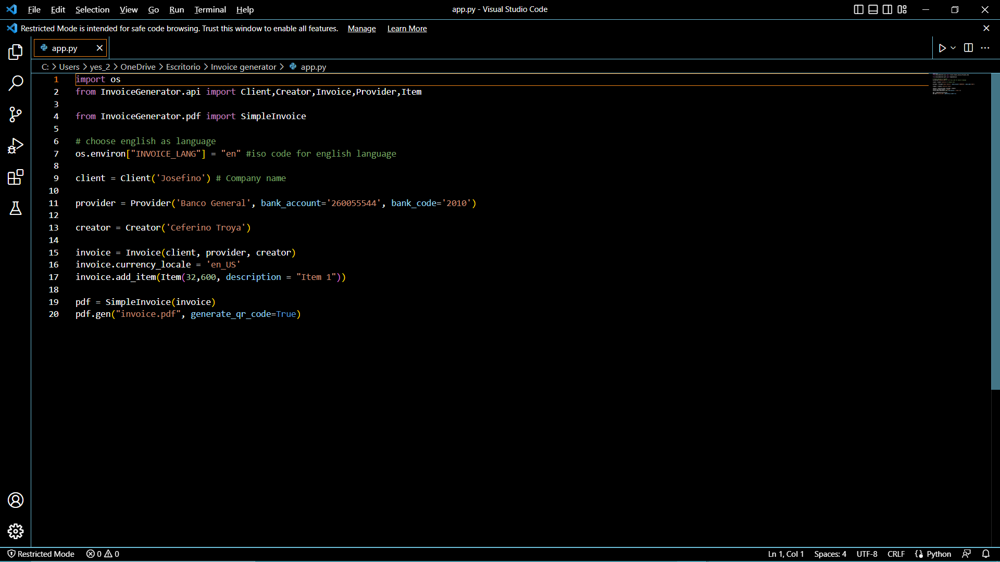 File Edit Selection View Go Run Terminal Help app.py - Visual Studio Code
Restricted Mode is intended for safe code browsing. Trust this window to enable all features. Manage Learn More
app.py
C: > Users > yes_2 > OneDrive > Escritorio > Invoice generator > app.py
1 import os
2 from InvoiceGenerator.api import Client,Creator,Invoice,Provider,Item
3
4 from InvoiceGenerator.pdf import SimpleInvoice
5
6 # choose english as language
7 os.environ["INVOICE_LANG"] = "en" #iso code for english language
8
9 client = Client('Josefino') # Company name
10
11 provider = Provider('Banco General', bank_account='260055544', bank_code='2010')
12
13 creator = Creator('Ceferino Troya')
14
15 invoice = Invoice(client, provider, creator)
16 invoice.currency_locale = 'en_US'
17 invoice.add_item(Item(32,600, description = "Item 1"))
18
19 pdf = SimpleInvoice(invoice)
20 pdf.gen("invoice.pdf", generate_qr_code=True)
Restricted Mode 0 0 Ln 1, Col 1 Spaces: 4 UTF-8 CRLF Python